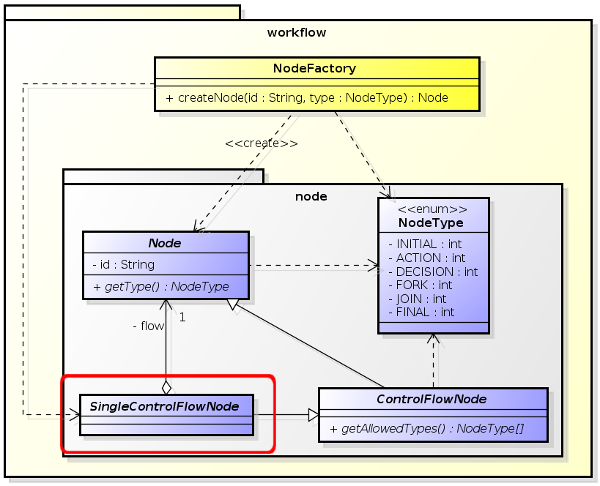 workflow
NodeFactory
+ createNode(id : String, type : NodeType) : Node
<<create>>
node
<<enum>>
NodeType
- INITIAL : int
- ACTION : int
- DECISION : int
- FORK : int
- JOIN : int
- FINAL : int
Node
- id : String
+ getType() : NodeType
- flow
1
SingleControlFlowNode
ControlFlowNode
+ getAllowedTypes() : NodeType[]